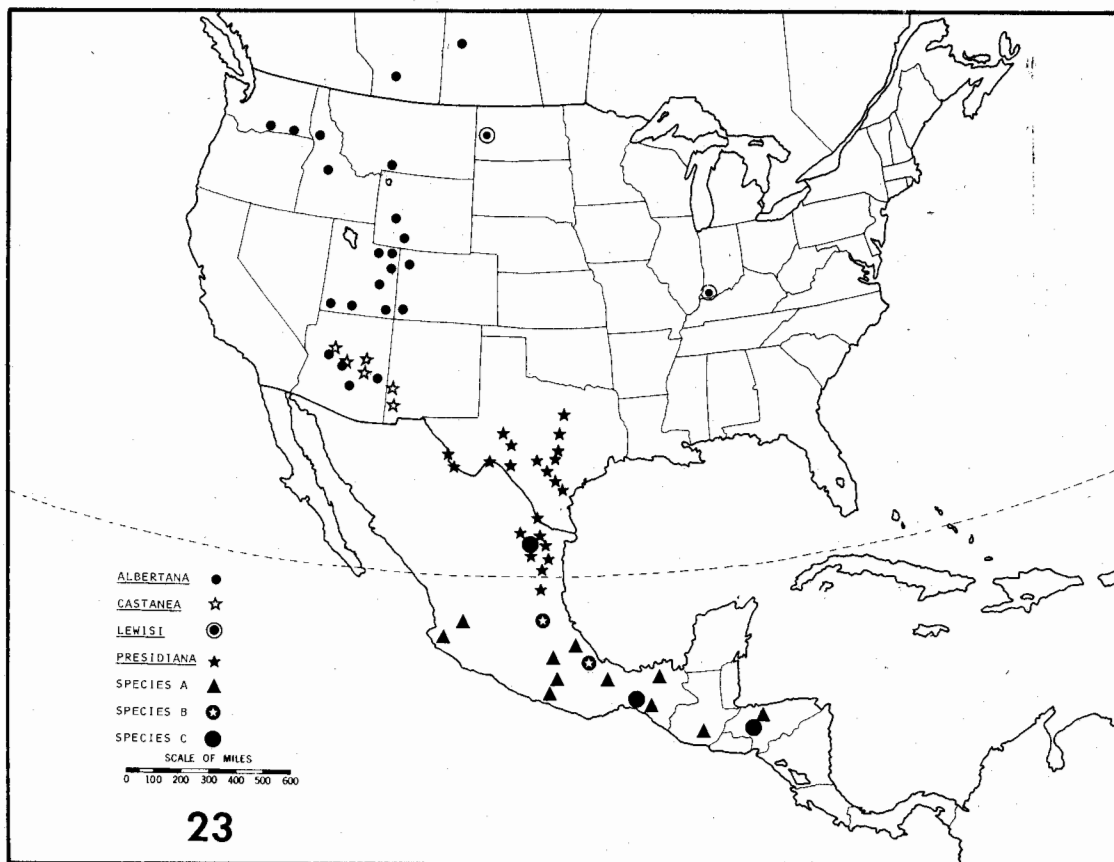 ALBERTANA
CASTANEA
LEWISI
PRESIDIANA
SPECIES A
SPECIES B
SPECIES C
SCALE OF MILES
0 100 200 300 400 500 600
23